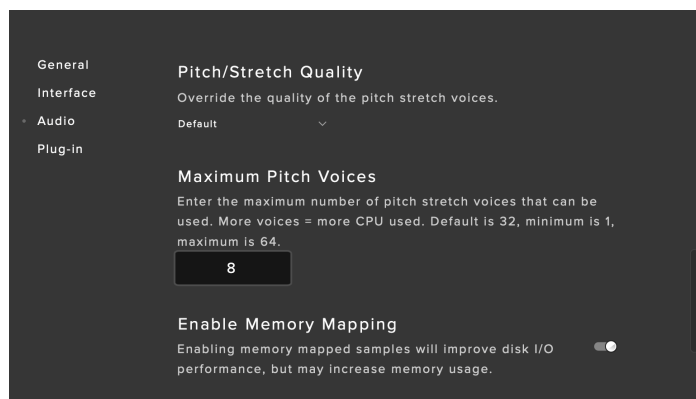 General
Interface
Audio
Plug-in
Pitch/Stretch Quality
Override the quality of the pitch stretch voices.
Default
Maximum Pitch Voices
Enter the maximum number of pitch stretch voices that can be
used. More voices = more CPU used. Default is 32, minimum is 1,
maximum is 64.
8
Enable Memory Mapping
Enabling memory mapped samples will improve disk I/O
performance, but may increase memory usage.